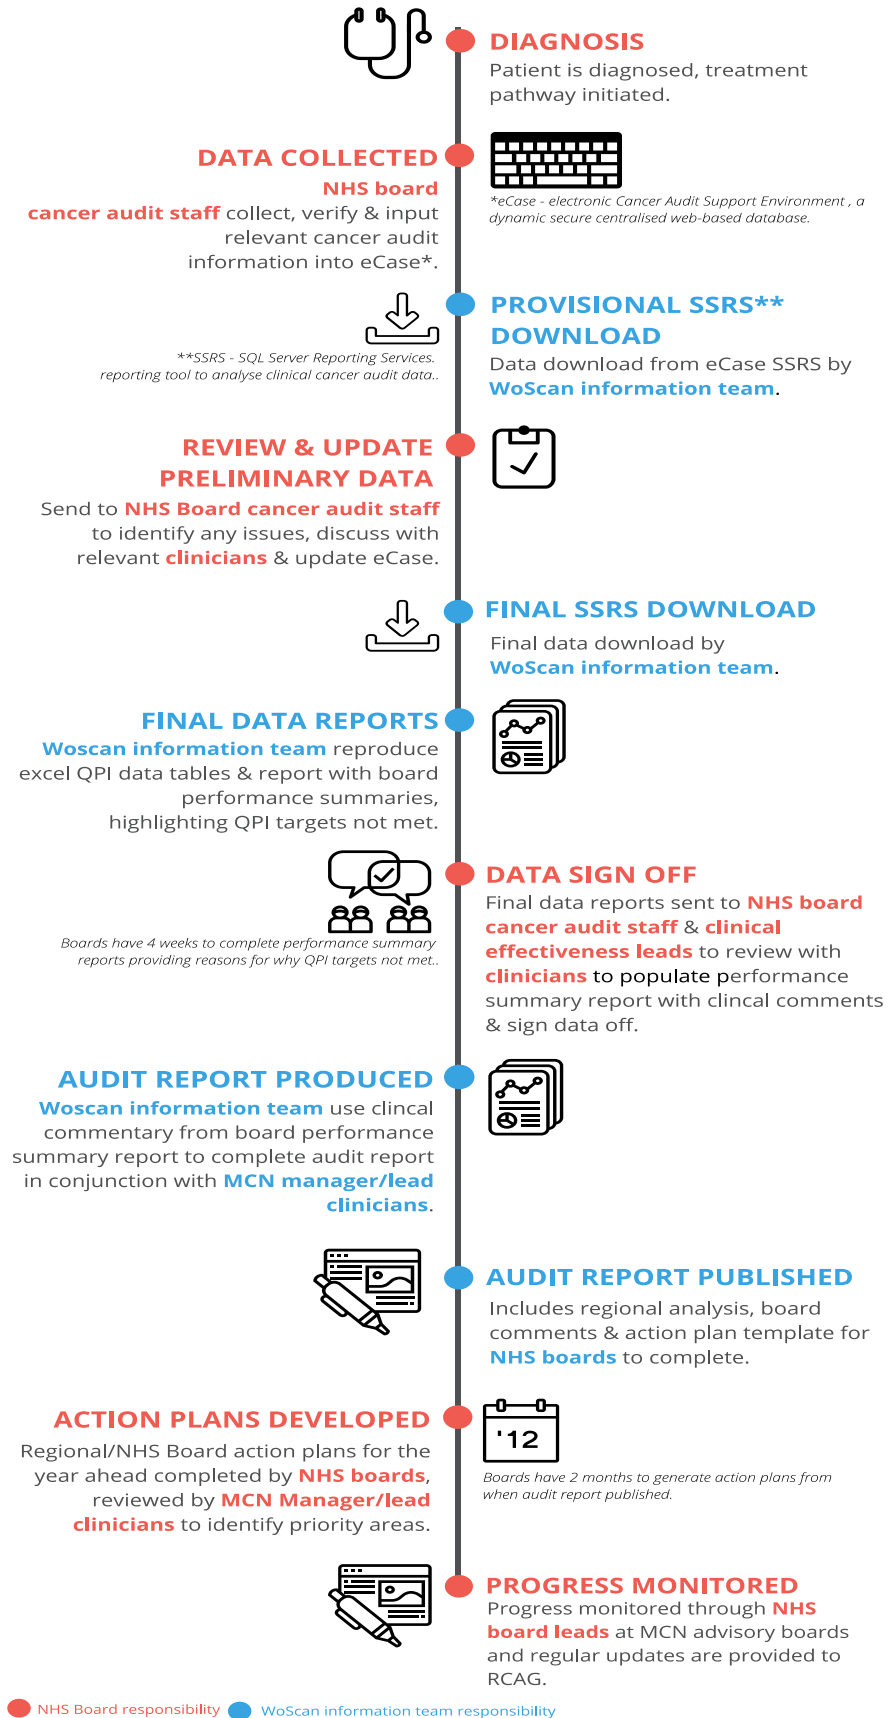 DIAGNOSIS
Patient is diagnosed, treatment
pathway initiated.
DATA COLLECTED
NHS board
cancer audit staff collect, verify & input
relevant cancer audit
information into eCase*.
*eCase - electronic Cancer Audit Support Environment , a
dynamic secure centralised web-based database.
PROVISIONAL SSRS**
DOWNLOAD
Data download from eCase SSRS by
WoScan information team.
**SSRS - SQL Server Reporting Services.
reporting tool to analyse clinical cancer audit data..
REVIEW & UPDATE
PRELIMINARY DATA
Send to NHS Board cancer audit staff
to identify any issues, discuss with
relevant clinicians & update eCase.
FINAL SSRS DOWNLOAD
Final data download by
WoScan information team.
FINAL DATA REPORTS
Woscan information team reproduce
excel QPI data tables & report with board
performance summaries,
highlighting QPI targets not met.
DATA SIGN OFF
Final data reports sent to NHS board
cancer audit staff & clinical
effectiveness leads to review with
clinicians to populate performance
summary report with clincal comments
& sign data off.
Boards have 4 weeks to complete performance summary
reports providing reasons for why QPI targets not met..
AUDIT REPORT PRODUCED
Woscan information team use clincal
commentary from board performance
summary report to complete audit report
in conjunction with MCN manager/lead
clinicians.
AUDIT REPORT PUBLISHED
Includes regional analysis, board
comments & action plan template for
NHS boards to complete.
ACTION PLANS DEVELOPED
Regional/NHS Board action plans for the
year ahead completed by NHS boards,
reviewed by MCN Manager/lead
clinicians to identify priority areas.
'12
Boards have 2 months to generate action plans from
when audit report published.
PROGRESS MONITORED
Progress monitored through NHS
board leads at MCN advisory boards
and regular updates are provided to
RCAG.
NHS Board responsibility
WoScan information team responsibility